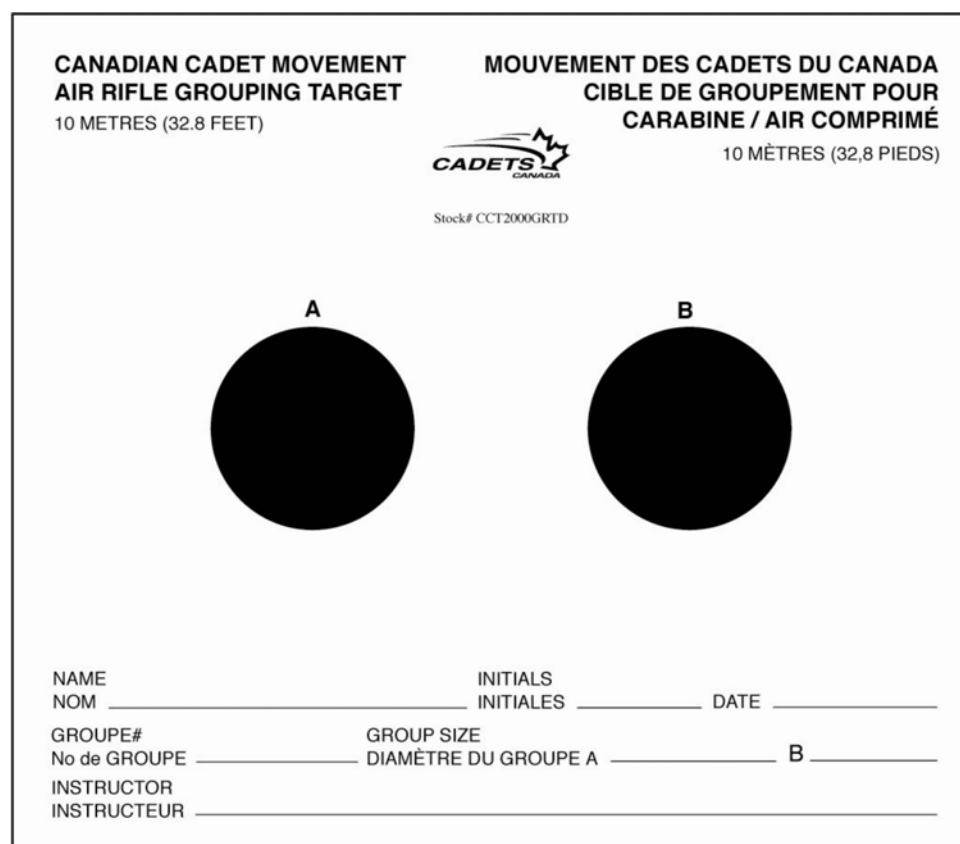 CANADIAN CADET MOVEMENT
AIR RIFLE GROUPING TARGET
10 METRES (32.8 FEET)
MOUVEMENT DES CADETS DU CANADA
CIBLE DE GROUPEMENT POUR
CARABINE / AIR COMPRIMÉ
10 MÈTRES (32,8 PIEDS)
CADETS
CANADA
Stock# CCT2000GRTD
A
B
NAME
NOM
INITIALS
INITIALES
DATE
GROUPE#
No de GROUPE
GROUP SIZE
DIAMÈTRE DU GROUPE A
B
INSTRUCTOR
INSTRUCTEUR